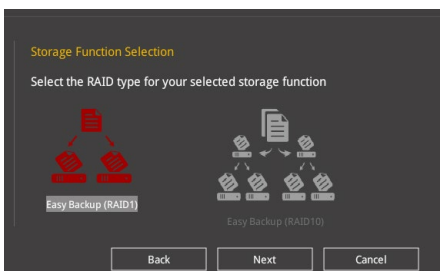 Storage Function Selection
Select the RAID type for your selected storage function
Easy Backup (RAID1)
Easy Backup (RAID10)
Back
Next
Cancel